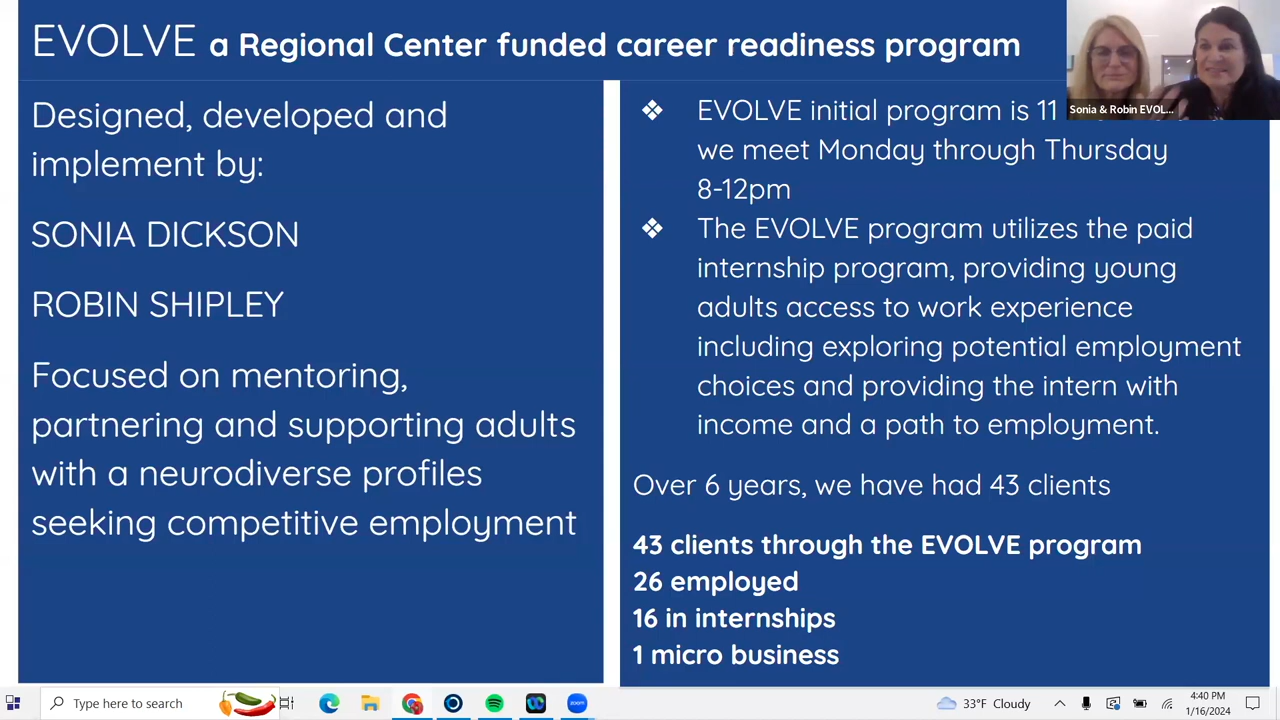 EVOLVE a Regional Center funded career readiness program
Sonia & Robin EVOL...
Designed, developed and
implement by:
SONIA DICKSON
ROBIN SHIPLEY
Focused on mentoring,
partnering and supporting adults
with a neurodiverse profiles
seeking competitive employment
❖ EVOLVE initial program is 11
we meet Monday through Thursday
8-12pm
❖ The EVOLVE program utilizes the paid
internship program, providing young
adults access to work experience
including exploring potential employment
choices and providing the intern with
income and a path to employment.
Over 6 years, we have had 43 clients
43 clients through the EVOLVE program
26 employed
16 in internships
1 micro business
Type here to search
zoom
33°F Cloudy
4:40 PM
1/16/2024